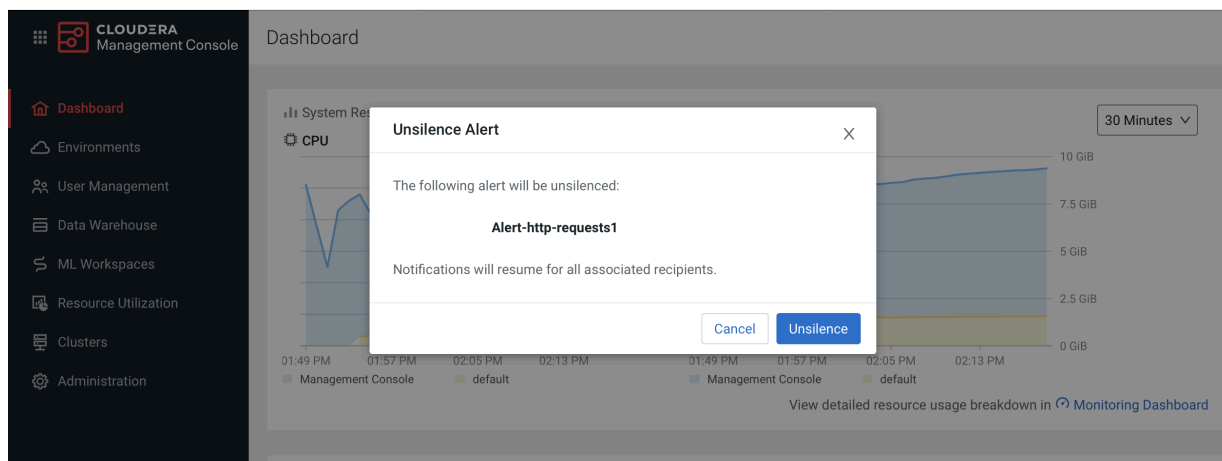 CLOUDERA
Management Console
Dashboard
Dashboard
Environments
User Management
Data Warehouse
ML Workspaces
Resource Utilization
Clusters
Administration
System Res
CPU
30 Minutes
Unsilence Alert
The following alert will be unsilenced:
Alert-http-requests1
Notifications will resume for all associated recipients.
Cancel
Unsilence
10 GiB
7.5 GiB
5 GiB
2.5 GiB
0 GiB
01:49 PM 01:57 PM 02:05 PM 02:13 PM
01:49 PM 01:57 PM 02:05 PM 02:13 PM
Management Console default
Management Console default
View detailed resource usage breakdown in Monitoring Dashboard